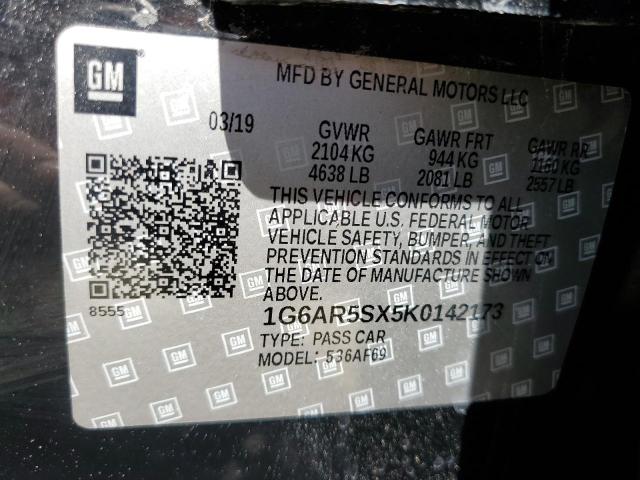 GM
MFD BY GENERAL MOTORS LLC
03/19
GVWR
2104 KG
4638 LB
GAWR FRT
944 KG
2081 LB
GAWR RR
1160 KG
2557 LB
THIS VEHICLE CONFORMS TO ALL
APPLICABLE U.S. FEDERAL MOTOR
VEHICLE SAFETY, BUMPER, AND THEFT
PREVENTION STANDARDS IN EFFECT ON
THE DATE OF MANUFACTURE SHOWN
ABOVE.
8555
1G6AR5SX5K0142173
TYPE: PASS CAR
MODEL: 536AF69